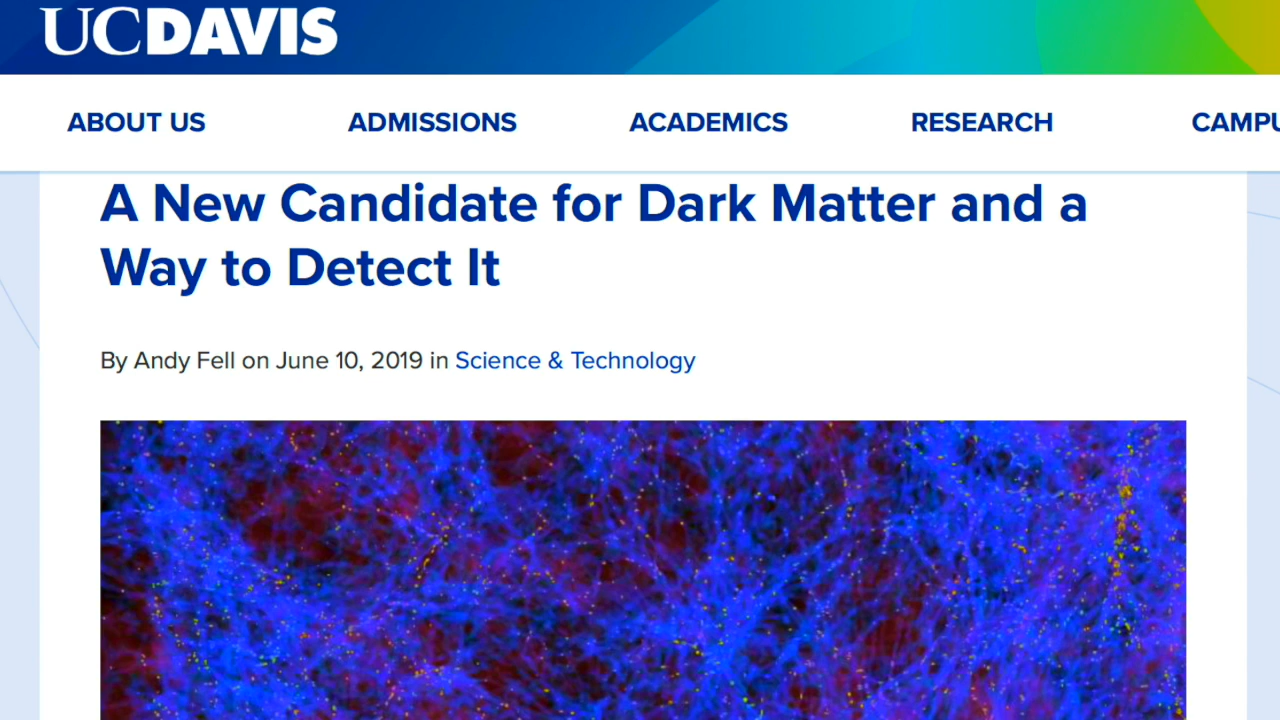 UCDAVIS
ABOUT US ADMISSIONS ACADEMICS RESEARCH CAMPU
A New Candidate for Dark Matter and a
Way to Detect It
By Andy Fell on June 10, 2019 in Science & Technology